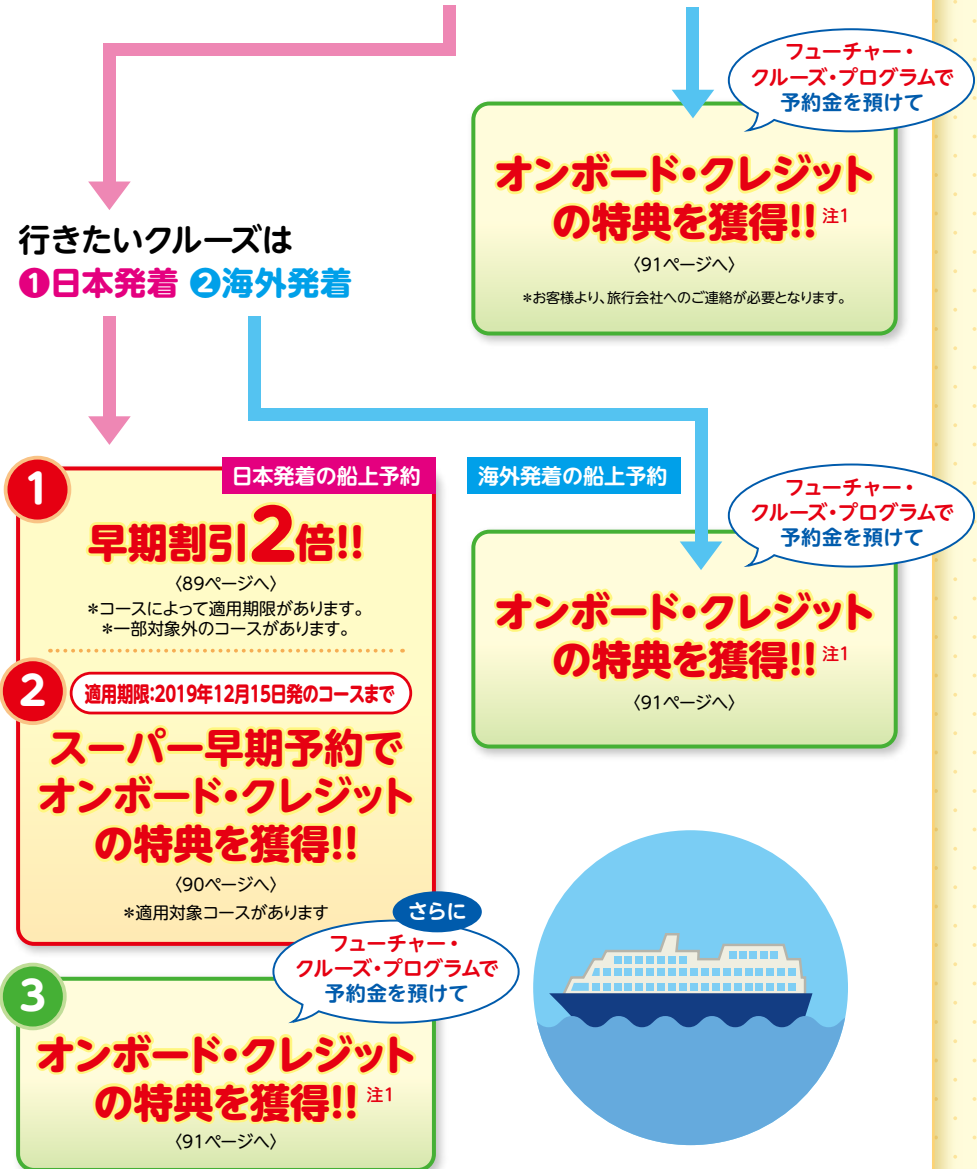 フューチャー・
クルーズ・プログラムで
予約金を預けて
オンボード・クレジット
の特典を獲得!! 注1
〈91ページへ〉
*お客様より、旅行会社へのご連絡が必要となります。
行きたいクルーズは
❶日本発着 ❷海外発着
1
日本発着の船上予約
早期割引2倍!!
〈89ページへ〉
*コースによって適用期限があります。
*一部対象外のコースがあります。
2
適用期限:2019年12月15日発のコースまで
スーパー早期予約で
オンボード・クレジット
の特典を獲得!!
〈90ページへ〉
*適用対象コースがあります
さらに
フューチャー・
クルーズ・プログラムで
予約金を預けて
3
オンボード・クレジット
の特典を獲得!! 注1
〈91ページへ〉
海外発着の船上予約
フューチャー・
クルーズ・プログラムで
予約金を預けて
オンボード・クレジット
の特典を獲得!! 注1
〈91ページへ〉